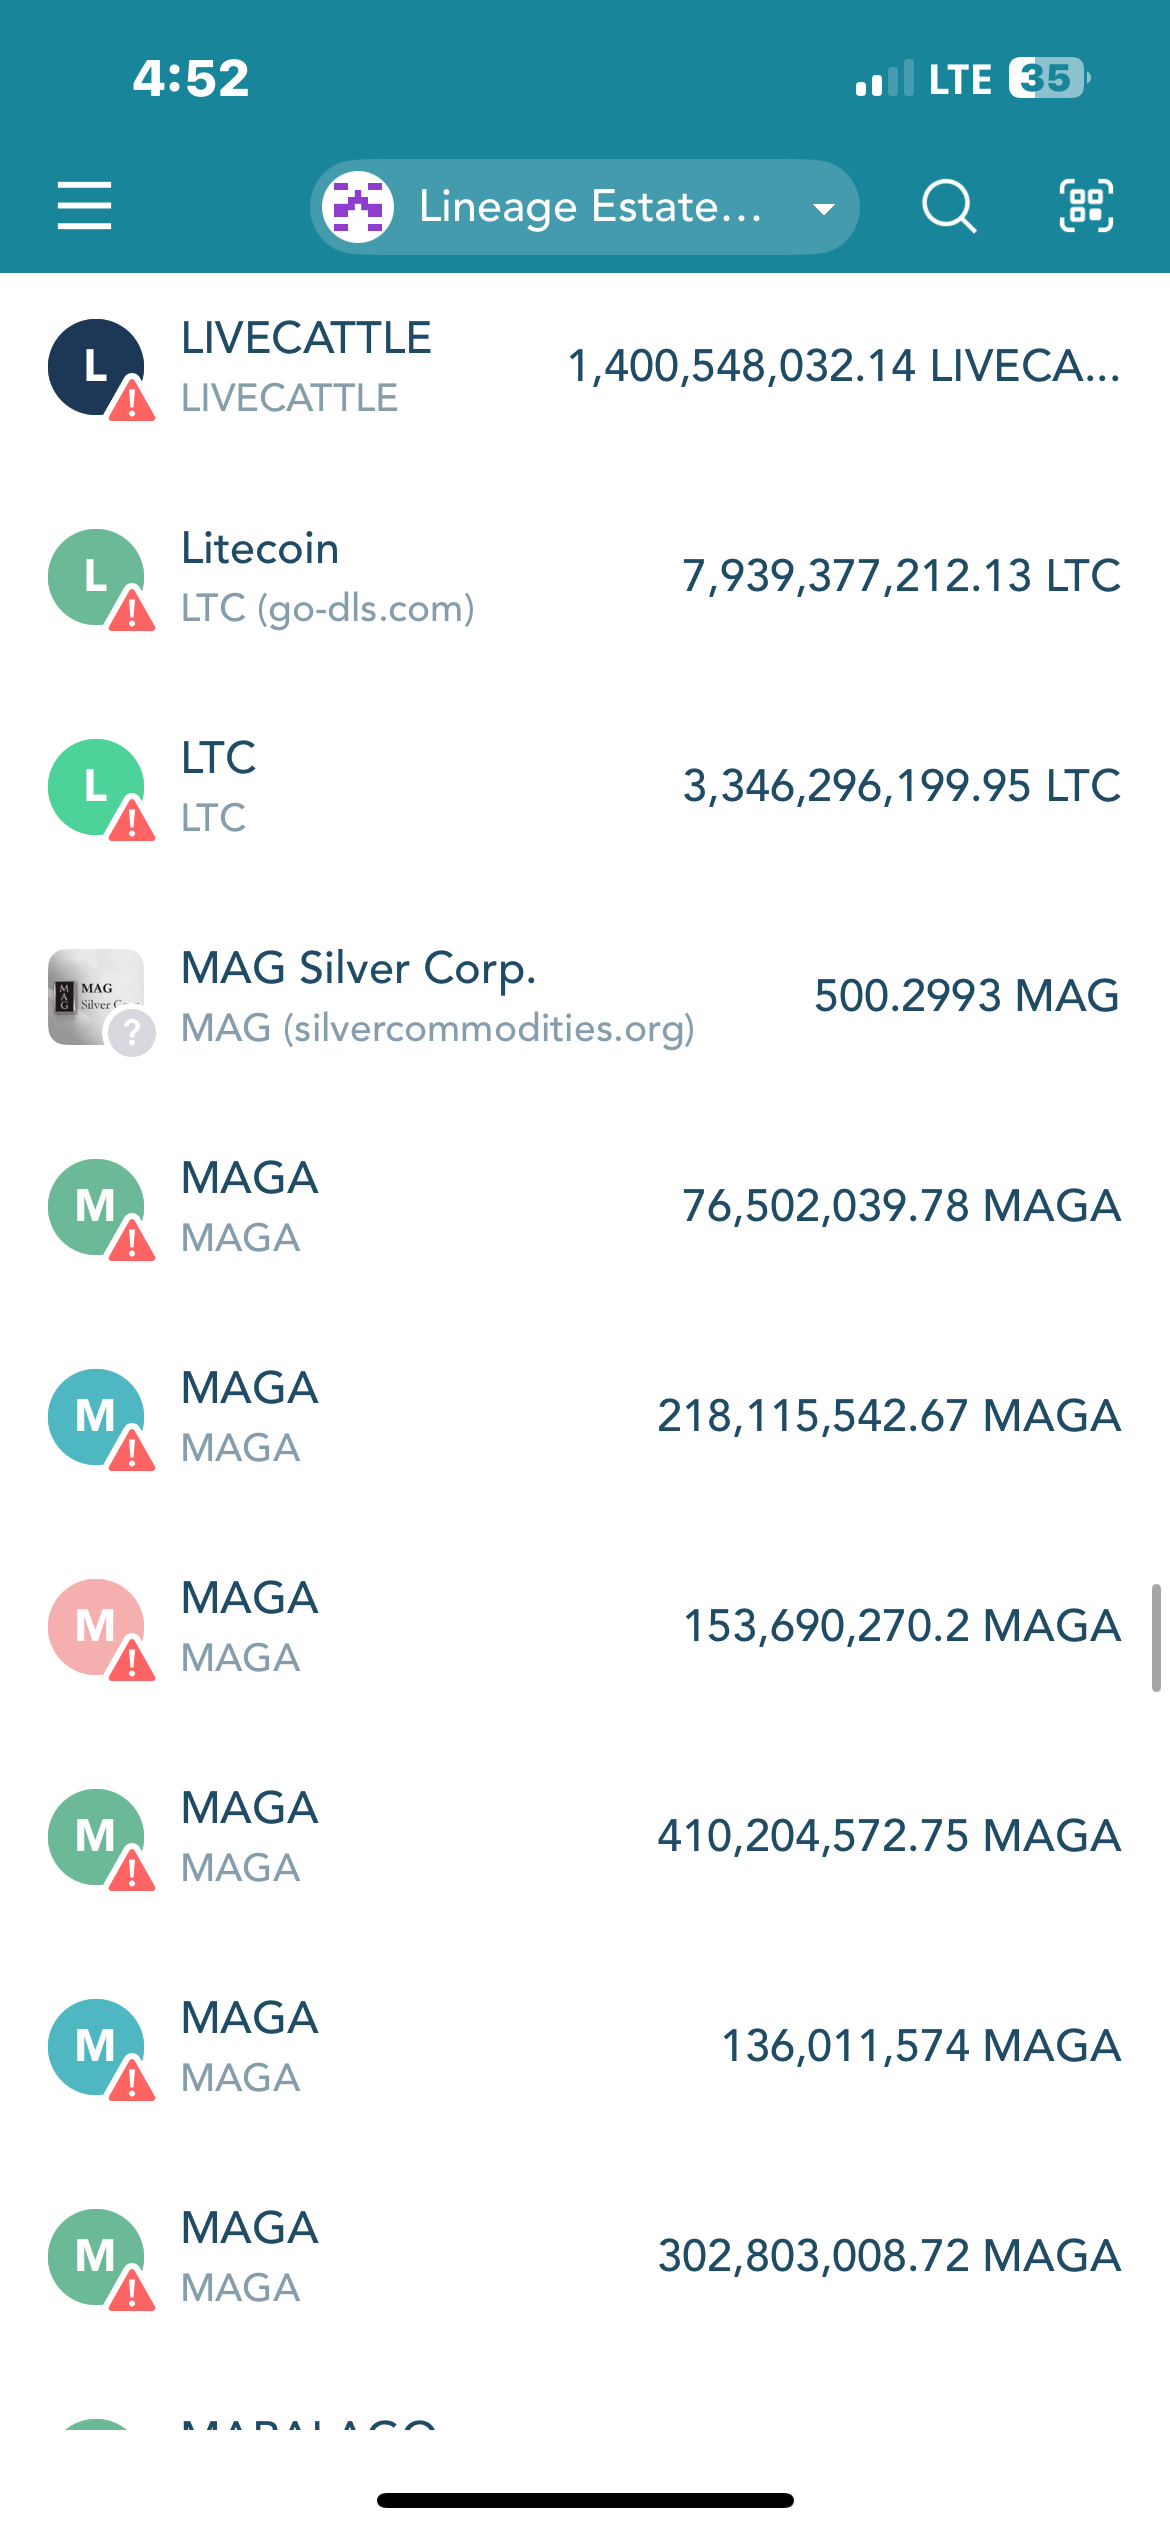 4:52
LTE 35
Lineage Estate...
L
LIVECATTLE
LIVECATTLE
1,400,548,032.14 LIVECA...
L
Litecoin
LTC (go-dls.com)
7,939,377,212.13 LTC
L
LTC
LTC
3,346,296,199.95 LTC
MAG
MAG
Silver
MAG Silver Corp.
MAG (silvercommodities.org)
500.2993 MAG
?
M
MAGA
MAGA
76,502,039.78 MAGA
M
MAGA
MAGA
218,115,542.67 MAGA
M
MAGA
MAGA
153,690,270.2 MAGA
M
MAGA
MAGA
410,204,572.75 MAGA
M
MAGA
MAGA
136,011,574 MAGA
M
MAGA
MAGA
302,803,008.72 MAGA